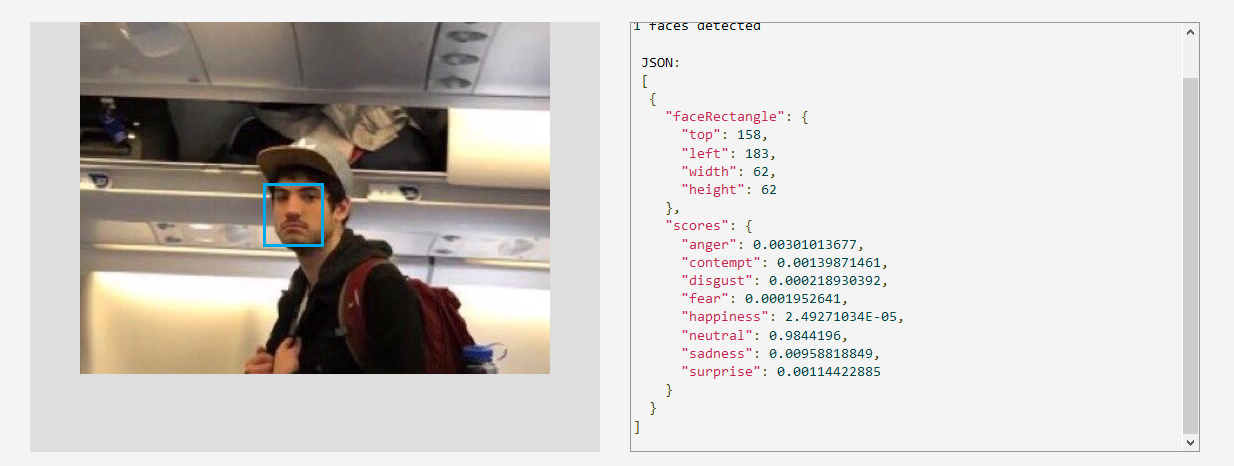 1 faces detected
JSON:
[
{
"faceRectangle": {
"top": 158,
"left": 183,
"width": 62,
"height": 62
},
"scores": {
"anger": 0.00301013677,
"contempt": 0.00139871461,
"disgust": 0.000218930392,
"fear": 0.0001952641,
"happiness": 2.49271034E-05,
"neutral": 0.9844196,
"sadness": 0.00958818849,
"surprise": 0.00114422885
}
}
]